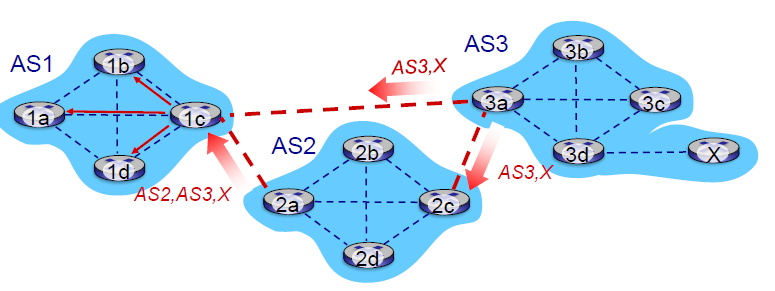 AS1
1b
1a
1c
1d
AS2,AS3,X
AS2
2b
2a
2c
2d
AS3,X
AS3,X
AS3
3b
3a
3c
3d
X